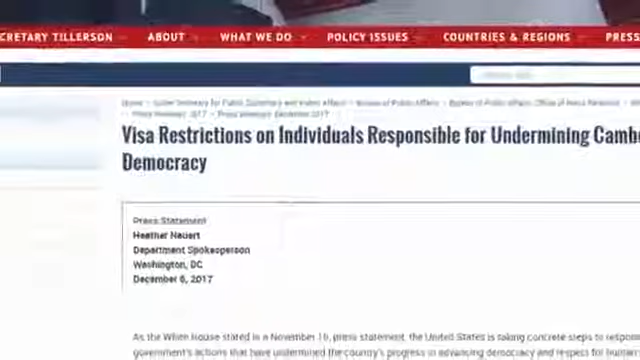 CRETARY TILLERSON ABOUT WHAT WE DO POLICY ISSUES COUNTRIES & REGIONS PRESS
Visa Restrictions on Individuals Responsible for Undermining Cambo
Democracy
Press Statement
Heather Nauert
Department Spokesperson
Washington, DC
December 6, 2017
As the White House stated in a November 16, press statement, the United States is taking concrete steps to respo
government's actions that have undermined the country's progress in advancing democracy and respect for human